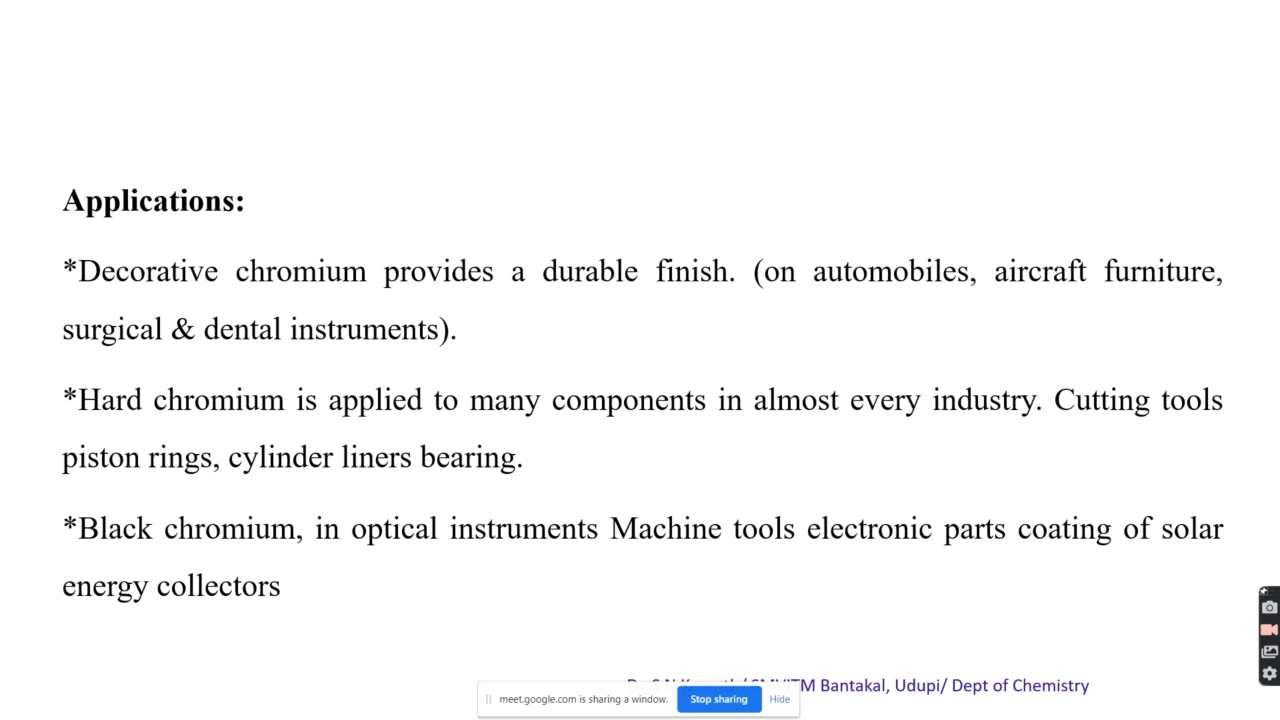 Applications:
*Decorative chromium provides a durable finish. (on automobiles, aircraft furniture,
surgical & dental instruments).
*Hard chromium is applied to many components in almost every industry. Cutting tools
piston rings, cylinder liners bearing.
*Black chromium, in optical instruments Machine tools electronic parts coating of solar
energy collectors
Bantakal, Udupi/ Dept of Chemistry
meet.google.com is sharing a window. Stop sharing Hide